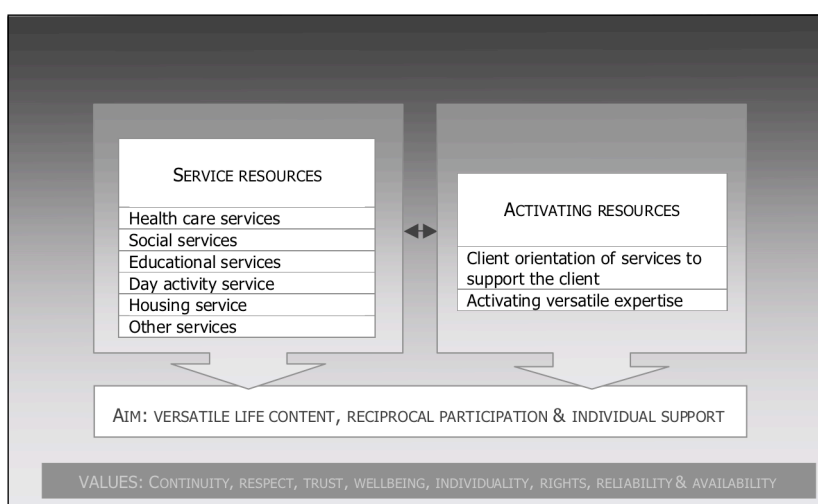 SERVICE RESOURCES
Health care services
Social services
Educational services
Day activity service
Housing service
Other services
ACTIVATING RESOURCES
Client orientation of services to
support the client
Activating versatile expertise
AIM: VERSATILE LIFE CONTENT, RECIPROCAL PARTICIPATION & INDIVIDUAL SUPPORT
VALUES: CONTINUITY, RESPECT, TRUST, WELLBEING, INDIVIDUALITY, RIGHTS, RELIABILITY & AVAILABILITY